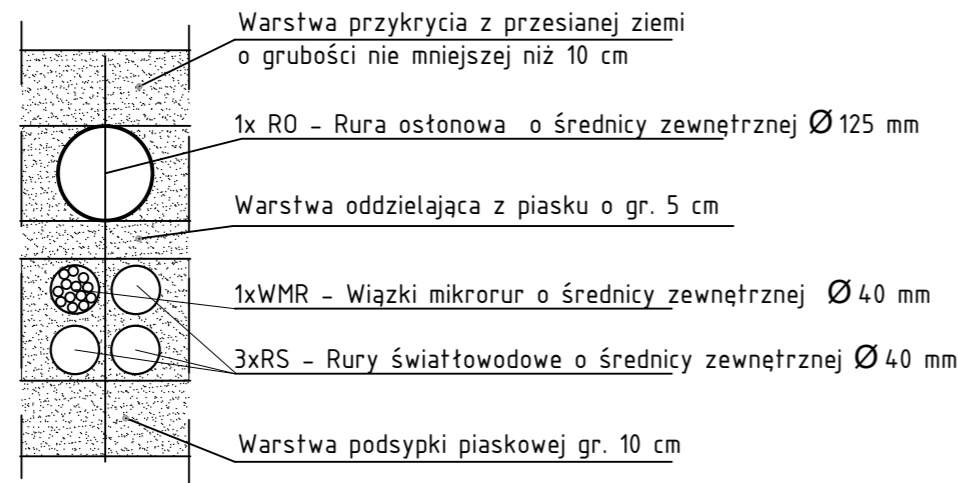 Warstwa przykrycia z przesianej ziemi
o grubości nie mniejszej niż 10 cm
1x RO - Rura osłonowa o średnicy zewnętrznej Ø 125 mm
Warstwa oddzielająca z piasku o gr. 5 cm
1xWMR - Wiązki mikrorur o średnicy zewnętrznej Ø 40 mm
3xRS - Rury światłowodowe o średnicy zewnętrznej Ø 40 mm
Warstwa podsypki piaskowej gr. 10 cm